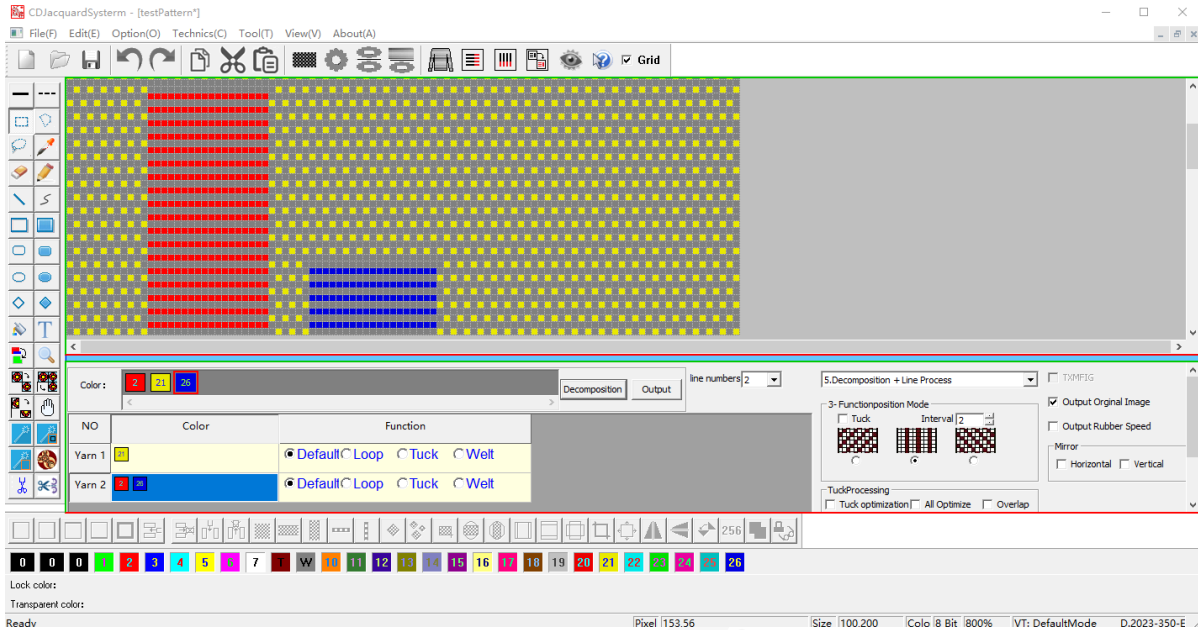 CDJacquardSysterm - [testPattern*]
File(F) Edit(E) Option(O) Technics(C) Tool(T) View(V) About(A)
Grid
Color: 2 21 26
Decomposition Output
line numbers 2
5.Decomposition + Line Process
TXMFIG
Output Orginal Image
Output Rubber Speed
3- Functionposition Mode
Tuck Interval 2
Mirror
Horizontal Vertical
NO Color Function
Yarn 1 21 Default Loop Tuck Welt
Yarn 2 2 26 Default Loop Tuck Welt
TuckProcessing
Tuck optimization All Optimize Overlap
256
0 0 0 1 2 3 4 5 6 7 T W 10 11 12 13 14 15 16 17 18 19 20 21 22 23 24 25 26
Lock color:
Transparent color:
Ready Pixel 153.56 Size 100.200 Colo 8 Bit 800% VT: DefaultMode D.2023-350-E